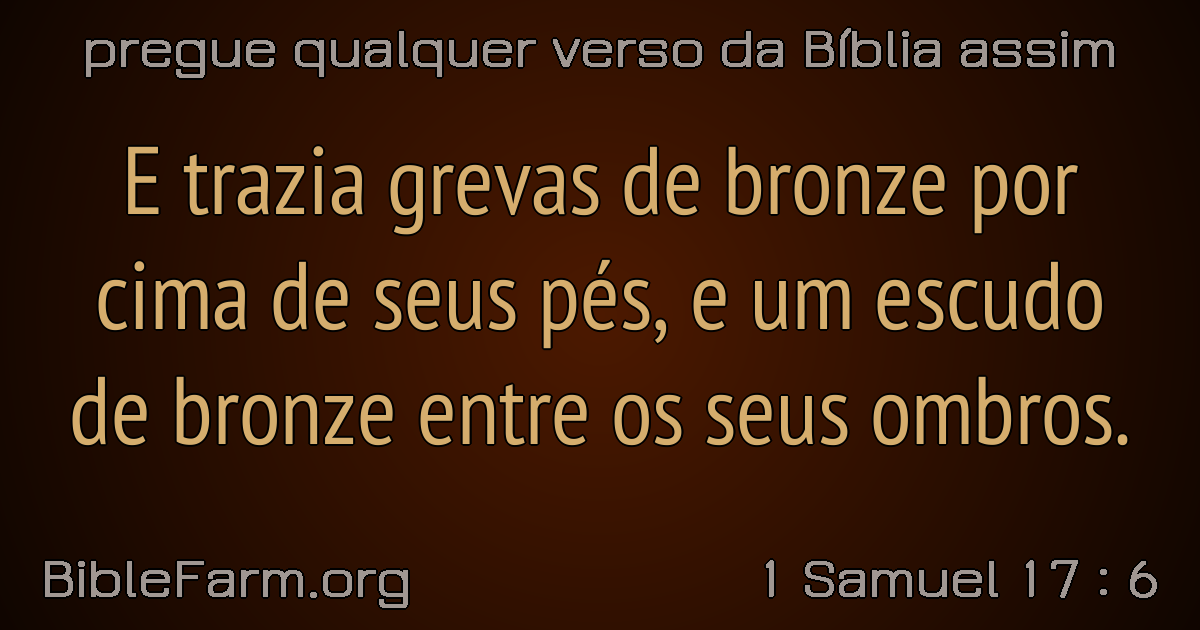 pregue qualquer verso da Bíblia assim
E trazia grevas de bronze por
cima de seus pés, e um escudo
de bronze entre os seus ombros.
BibleFarm.org
1 Samuel 17 : 6